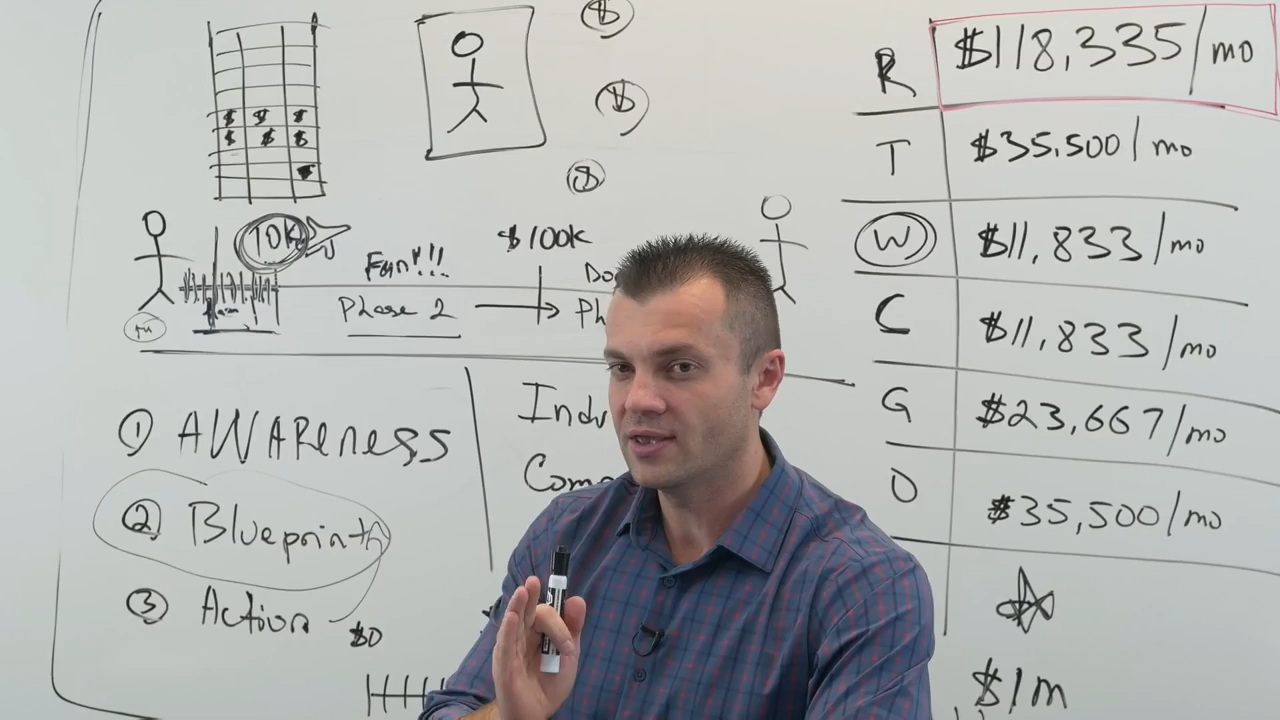 $ $ $
$ $ $
$
$
$
R $118,335/mo
T $35,500/mo
W $11,833/mo
C $11,833/mo
G $23,667/mo
O $35,500/mo
$1m
10K
Fun!!!
$100K
Phase 2
① AWAReness
② Blueprint
③ Action
$0